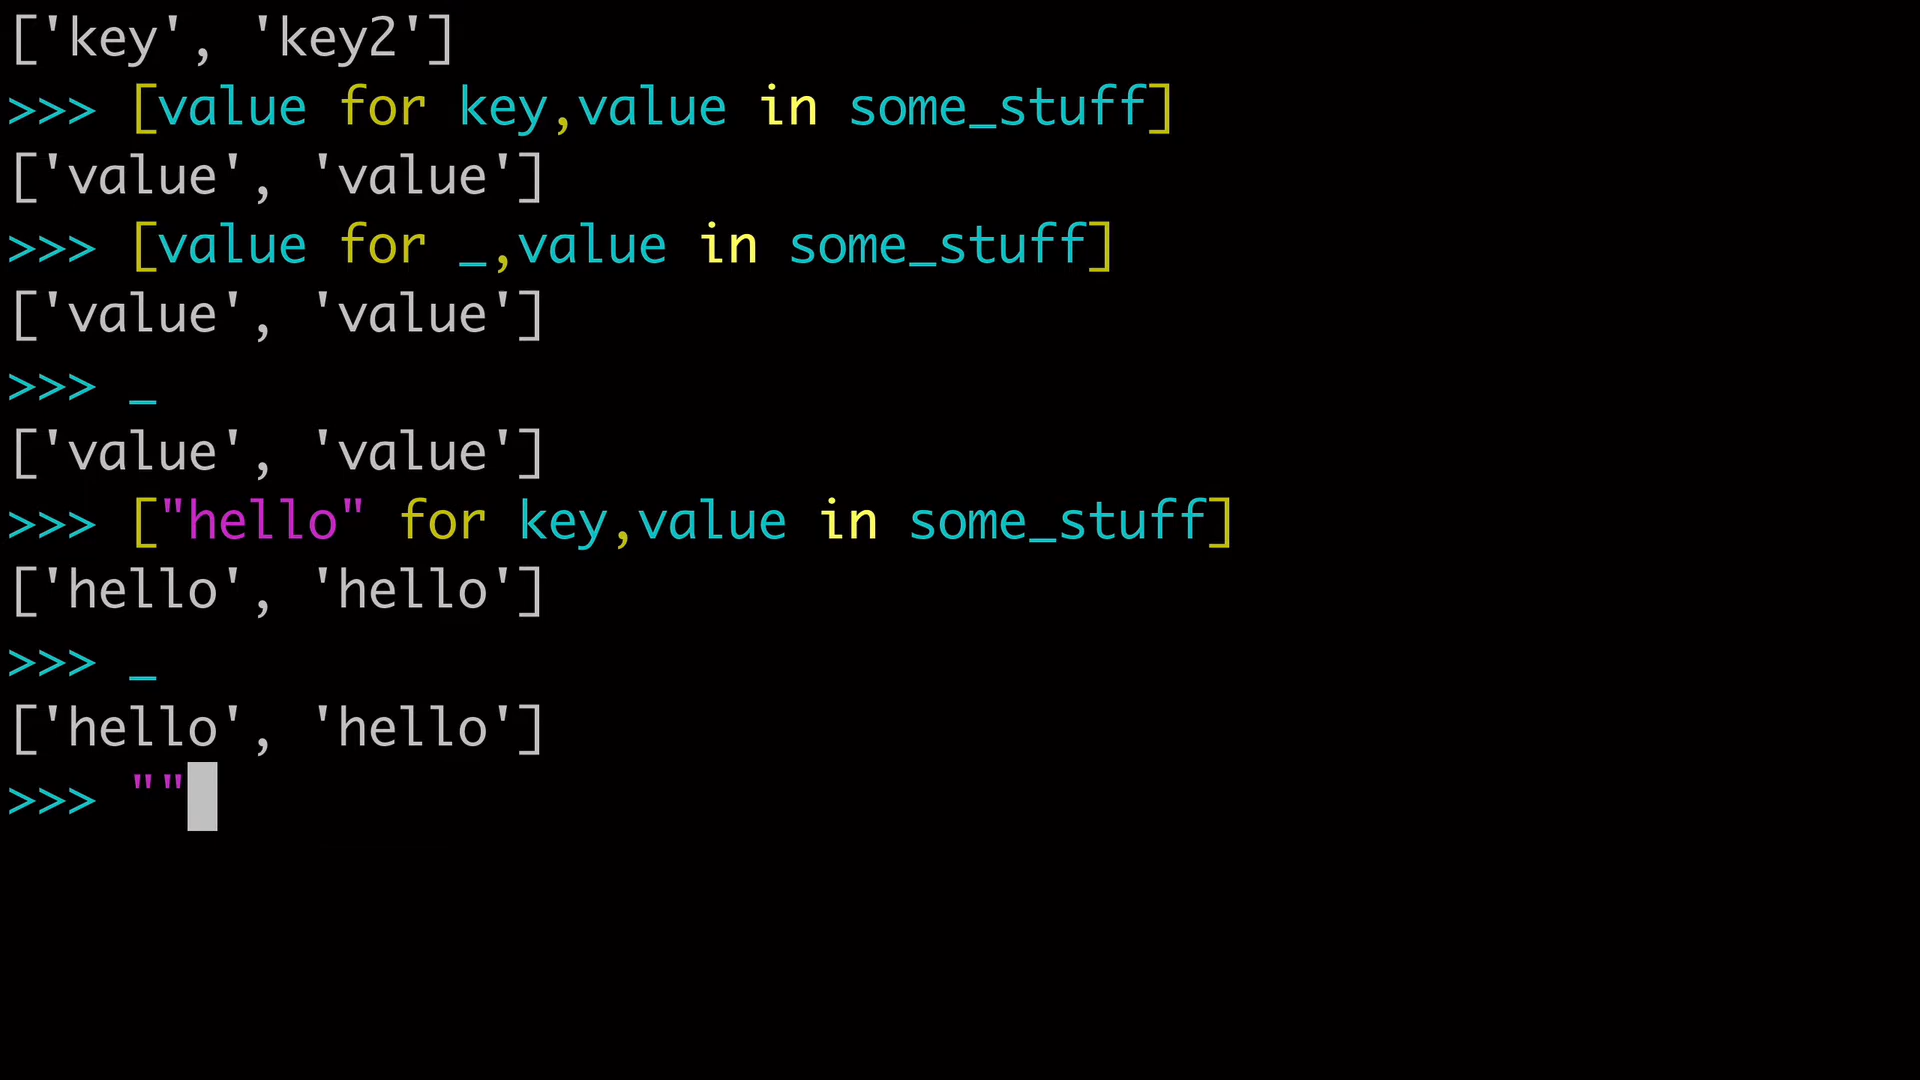 ['key', 'key2']
>>> [value for key,value in some_stuff]
['value', 'value']
>>> [value for _,value in some_stuff]
['value', 'value']
>>> _
['value', 'value']
>>> ["hello" for key,value in some_stuff]
['hello', 'hello']
>>> _
['hello', 'hello']
>>> ""